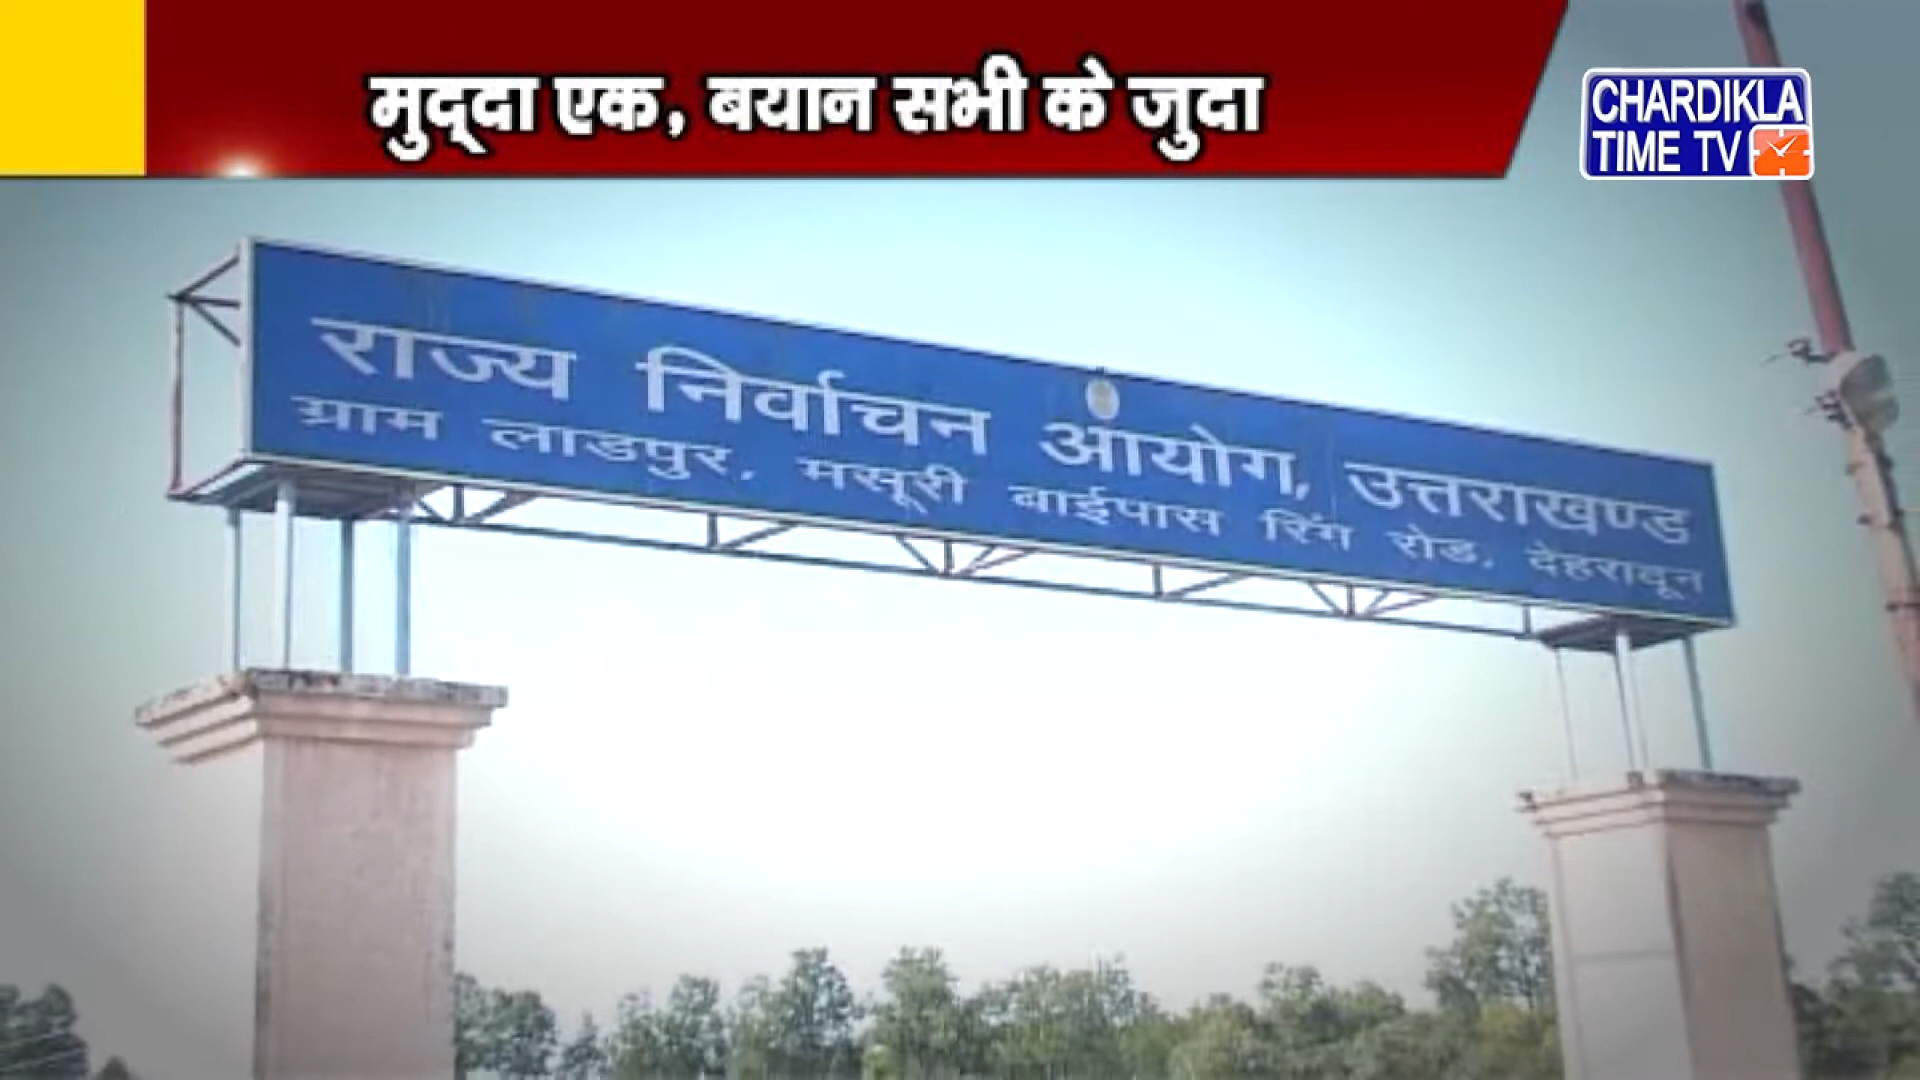 मुद्दा एक, बयान सभी के जुदा
CHARDIKLA
TIME TV
राज्य निर्वाचन आयोग, उत्तराखण्ड
ग्राम लाडपुर, मसूरी बाईपास रिंग रोड, देहरादून